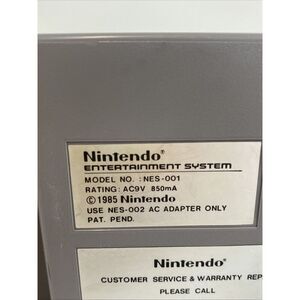 Nintendo®
ENTERTAINMENT SYSTEM
MODEL NO. : NES-001
RATING: AC9V 850mA
©1985 Nintendo
USE NES-002 AC ADAPTER ONLY
PAT. PEND.
Nintendo®
CUSTOMER SERVICE & WARRANTY REP
PLEASE CALL